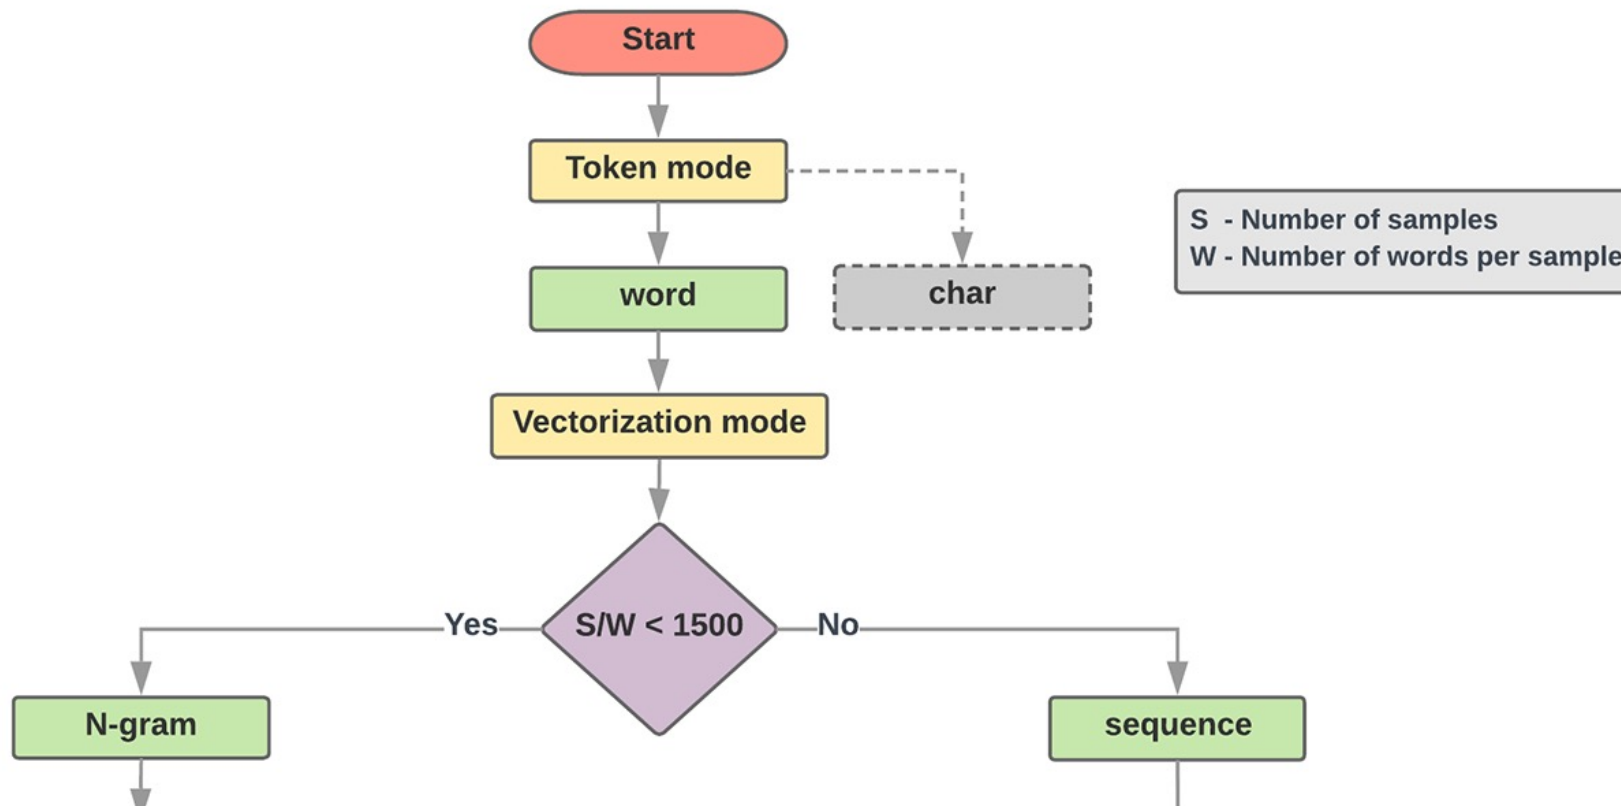 Start
Token mode
word
char
S - Number of samples
W - Number of words per sample
Vectorization mode
S/W < 1500
Yes
No
N-gram
sequence